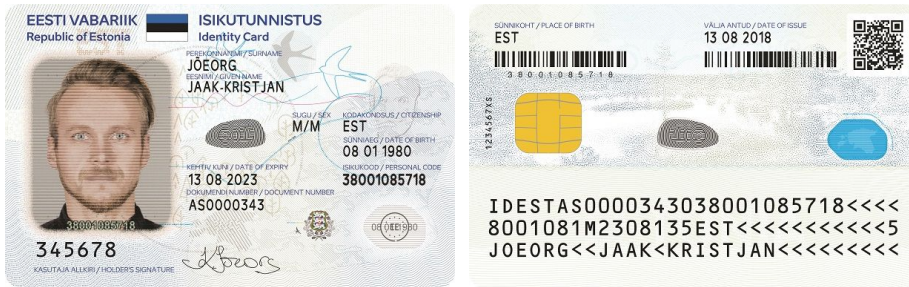 EESTI VABARIIK
Republic of Estonia
ISIKUTUNNISTUS
Identity Card
PEREKONNANIMI / SURNAME
JÕEORG
EESNIMI / GIVEN NAME
JAAK-KRISTJAN
SUGU / SEX
M/M
KODAKONDSUS / CITIZENSHIP
EST
SÜNNIAEG / DATE OF BIRTH
08 01 1980
KEHTIV KUNI / DATE OF EXPIRY
13 08 2023
ISIKUKOOD / PERSONAL CODE
38001085718
DOKUMENDI NUMBER / DOCUMENT NUMBER
AS0000343
38001085718
345678
KASUTAJA ALLKIRI / HOLDER'S SIGNATURE
SÜNNIKOHT / PLACE OF BIRTH
EST
38001085718
VÄLJA ANTUD / DATE OF ISSUE
13 08 2018
1234567XS
IDESTAS0000343038001085718<<<<
8001081M2308135EST<<<<<<<<<<<5
JOEORG<<JAAK<KRISTJAN<<<<<<<<<